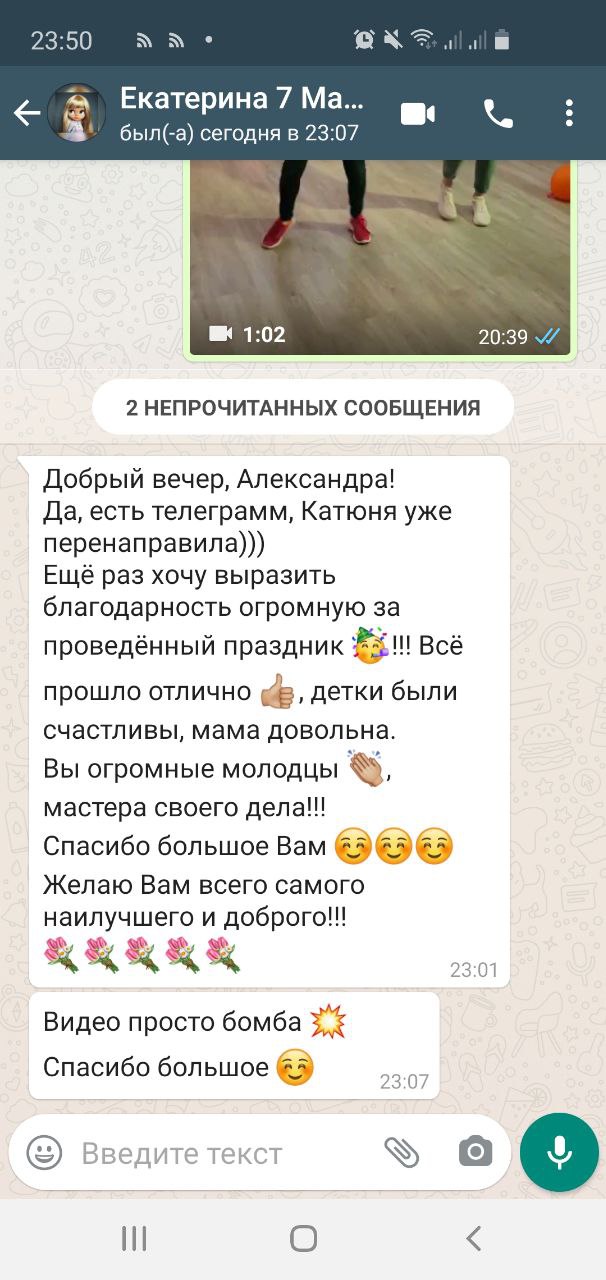 23:50
Екатерина 7 Ма...
был(-а) сегодня в 23:07
1:02
20:39
2 НЕПРОЧИТАННЫХ СООБЩЕНИЯ
Добрый вечер, Александра!
Да, есть телеграмм, Катюня уже
перенаправила)))
Ещё раз хочу выразить
благодарность огромную за
проведённый праздник 🥳!!! Всё
прошло отлично 👍🏼, детки были
счастливы, мама довольна.
Вы огромные молодцы 👏🏼,
мастера своего дела!!!
Спасибо большое Вам ☺️☺️☺️
Желаю Вам всего самого
наилучшего и доброго!!!
💐💐💐💐💐
23:01
Видео просто бомба 💥
Спасибо большое ☺️
23:07
Введите текст